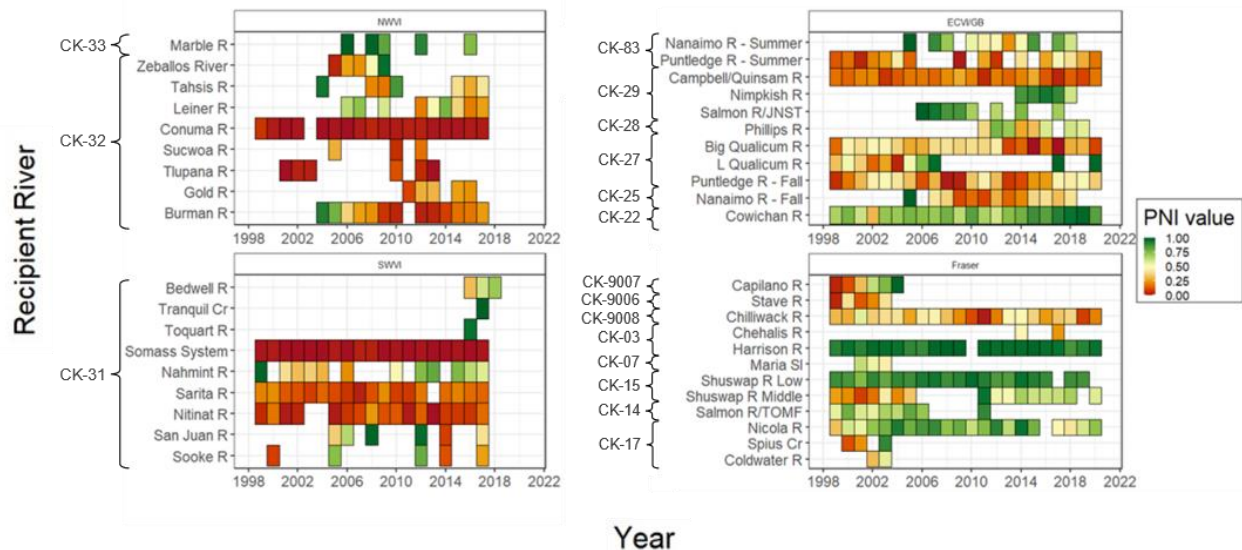 NWVI
CK-33
Marble R
Zeballos River
Tahsis R
Leiner R
CK-32
Conuma R
Sucwoa R
Tlupana R
Gold R
Burman R
1998 2002 2006 2010 2014 2018 2022
ECVI/GB
CK-83
Nanaimo R - Summer
Puntledge R - Summer
Campbell/Quinsam R
CK-29
Nimpkish R
Salmon R/JNST
CK-28
Phillips R
CK-27
Big Qualicum R
L Qualicum R
Puntledge R - Fall
CK-25
Nanaimo R - Fall
CK-22
Cowichan R
1998 2002 2006 2010 2014 2018 2022
SWVI
Bedwell R
Tranquil Cr
Toquart R
Somass System
CK-31
Nahmint R
Sarita R
Nitinat R
San Juan R
Sooke R
1998 2002 2006 2010 2014 2018 2022
Fraser
CK-9007
Capilano R
CK-9006
Stave R
CK-9008
Chilliwack R
CK-03
Chehalis R
Harrison R
CK-07
Maria Sl
CK-15
Shuswap R Low
Shuswap R Middle
CK-14
Salmon R/TOMF
CK-17
Nicola R
Spius Cr
Coldwater R
1998 2002 2006 2010 2014 2018 2022
Recipient River
Year
PNI value
1.00
0.75
0.50
0.25
0.00